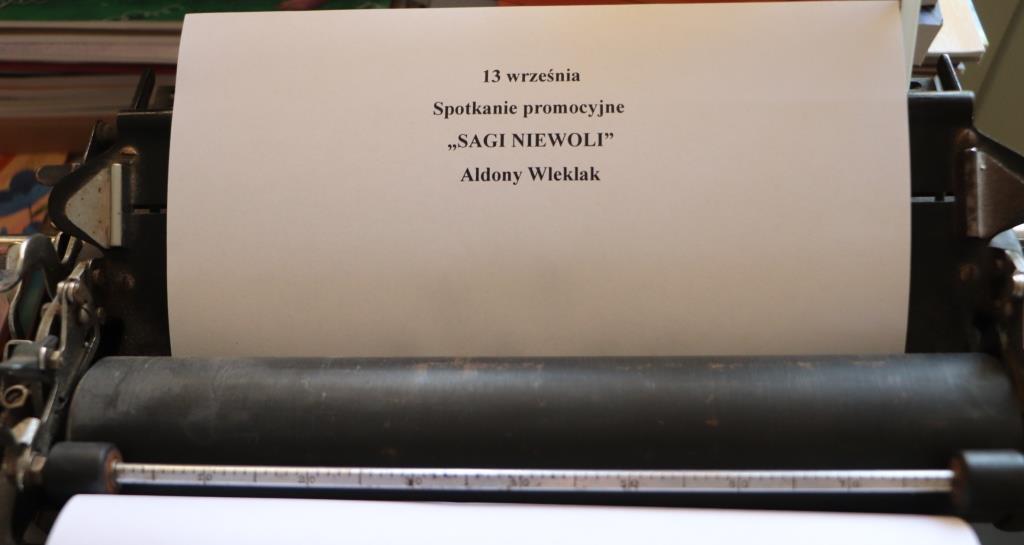 13 września
Spotkanie promocyjne
„SAGI NIEWOLI”
Aldony Wleklak